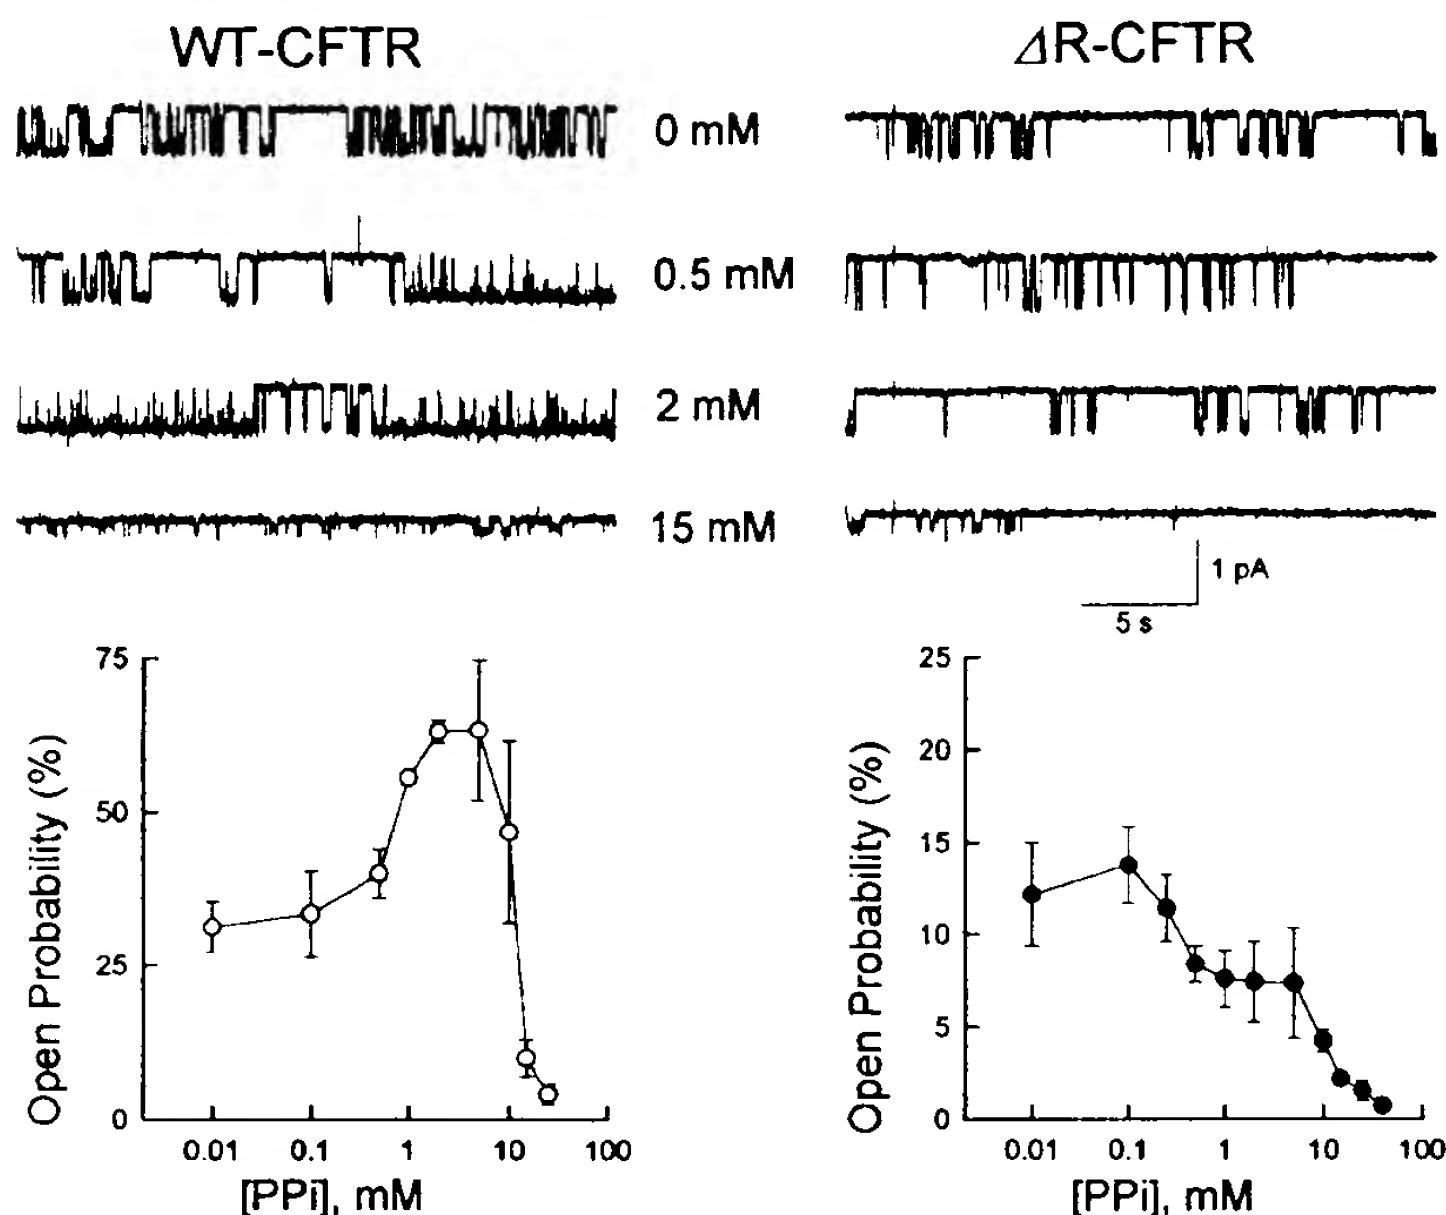 WT-CFTR
ΔR-CFTR
0 mM
0.5 mM
2 mM
15 mM
1 pA
5 s
75
50
25
0
Open Probability (%)
0.01 0.1 1 10 100
[PPi], mM
25
20
15
10
5
0
Open Probability (%)
0.01 0.1 1 10 100
[PPi], mM